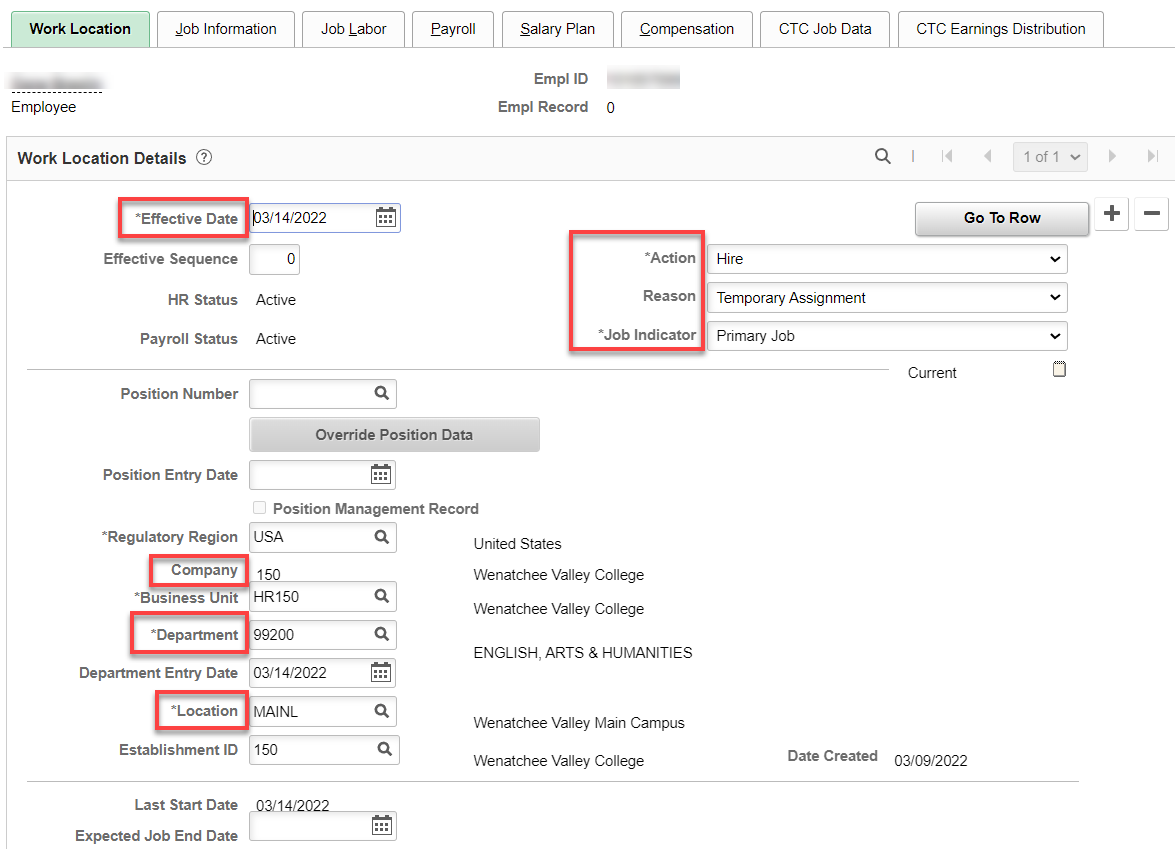 Work Location Job Information Job Labor Payroll Salary Plan Compensation CTC Job Data CTC Earnings Distribution
Empl ID
Employee Empl Record 0
Work Location Details ? 1 of 1
*Effective Date 03/14/2022 Go To Row
Effective Sequence 0 *Action Hire
HR Status Active Reason Temporary Assignment
Payroll Status Active *Job Indicator Primary Job
Current
Position Number
Override Position Data
Position Entry Date
Position Management Record
*Regulatory Region USA United States
Company 150 Wenatchee Valley College
*Business Unit HR150 Wenatchee Valley College
*Department 99200 ENGLISH, ARTS & HUMANITIES
Department Entry Date 03/14/2022
*Location MAINL Wenatchee Valley Main Campus
Establishment ID 150 Wenatchee Valley College Date Created 03/09/2022
Last Start Date 03/14/2022
Expected Job End Date